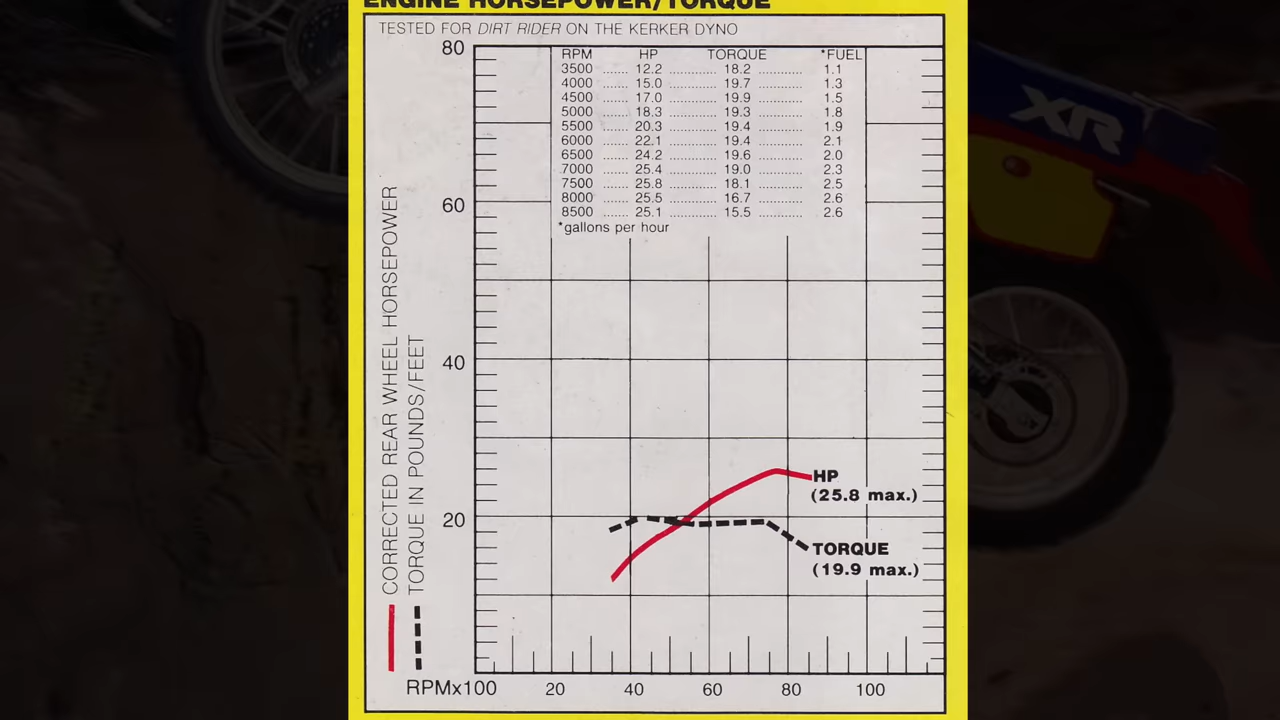 ENGINE HORSEPOWER/TORQUE
TESTED FOR DIRT RIDER ON THE KERKER DYNO
RPM HP TORQUE *FUEL
3500 ...... 12.2 ............. 18.2 ............ 1.1
4000 ...... 15.0 ............. 19.7 ............ 1.3
4500 ...... 17.0 ............. 19.9 ............ 1.5
5000 ...... 18.3 ............. 19.3 ............ 1.8
5500 ...... 20.3 ............. 19.4 ............ 1.9
6000 ...... 22.1 ............. 19.4 ............ 2.1
6500 ...... 24.2 ............. 19.6 ............ 2.0
7000 ...... 25.4 ............. 19.0 ............ 2.3
7500 ...... 25.8 ............. 18.1 ............ 2.5
8000 ...... 25.5 ............. 16.7 ............ 2.6
8500 ...... 25.1 ............. 15.5 ............ 2.6
*gallons per hour
80
60
40
20
CORRECTED REAR WHEEL HORSEPOWER
TORQUE IN POUNDS/FEET
HP
(25.8 max.)
TORQUE
(19.9 max.)
RPMx100 20 40 60 80 100
XR